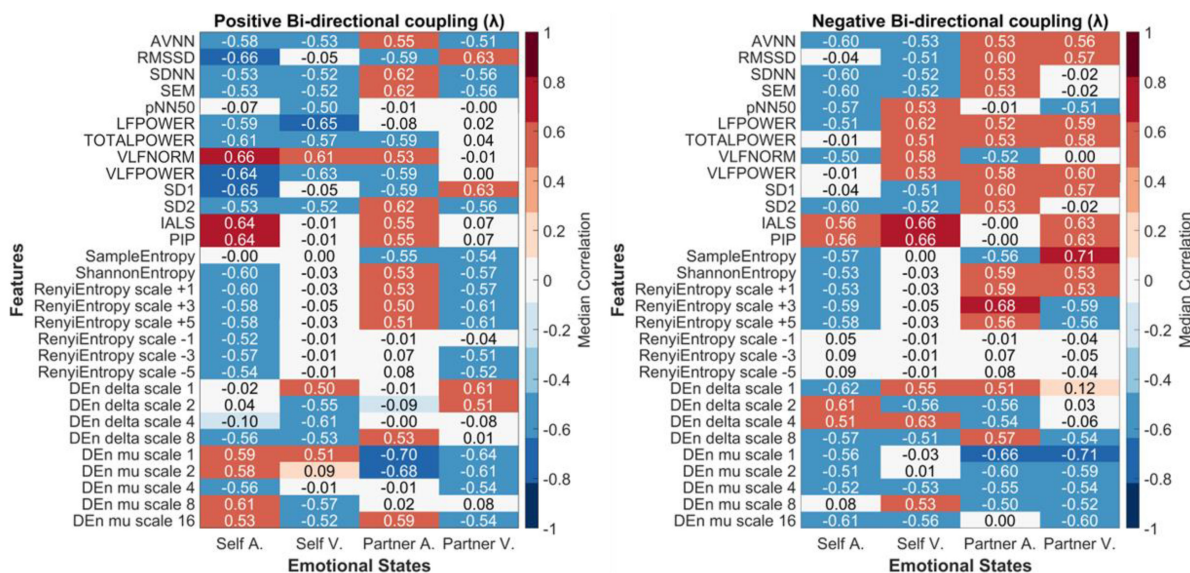 Positive Bi-directional coupling (λ)
AVNN -0.58 -0.53 0.55 -0.51
RMSSD -0.66 -0.05 -0.59 0.63
SDNN -0.53 -0.52 0.62 -0.56
SEM -0.53 -0.52 0.62 -0.56
pNN50 -0.07 -0.50 -0.01 -0.00
LFPOWER -0.59 -0.65 -0.08 0.02
TOTALPOWER -0.61 -0.57 -0.59 0.04
VLFNORM 0.66 0.61 0.53 -0.01
VLFPOWER -0.64 -0.63 -0.59 0.00
SD1 -0.65 -0.05 -0.59 0.63
SD2 -0.53 -0.52 0.62 -0.56
IALS 0.64 -0.01 0.55 0.07
PIP 0.64 -0.01 0.55 0.07
SampleEntropy -0.00 0.00 -0.55 -0.54
ShannonEntropy -0.60 -0.03 0.53 -0.57
RenyiEntropy scale +1 -0.60 -0.03 0.53 -0.57
RenyiEntropy scale +3 -0.58 -0.05 0.50 -0.61
RenyiEntropy scale +5 -0.58 -0.03 0.51 -0.61
RenyiEntropy scale -1 -0.52 -0.01 -0.01 -0.04
RenyiEntropy scale -3 -0.57 -0.01 0.07 -0.51
RenyiEntropy scale -5 -0.54 -0.01 0.08 -0.52
DEn delta scale 1 -0.02 0.50 -0.01 0.61
DEn delta scale 2 0.04 -0.55 -0.09 0.51
DEn delta scale 4 -0.10 -0.61 -0.00 -0.08
DEn delta scale 8 -0.56 -0.53 0.53 0.01
DEn mu scale 1 0.59 0.51 -0.70 -0.64
DEn mu scale 2 0.58 0.09 -0.68 -0.61
DEn mu scale 4 -0.56 -0.01 -0.01 -0.54
DEn mu scale 8 0.61 -0.57 0.02 0.08
DEn mu scale 16 0.53 -0.52 0.59 -0.54
Self A. Self V. Partner A. Partner V.
Emotional States
Features
1
0.8
0.6
0.4
0.2
0
-0.2
-0.4
-0.6
-0.8
-1
Median Correlation
Negative Bi-directional coupling (λ)
AVNN -0.60 -0.53 0.53 0.56
RMSSD -0.04 -0.51 0.60 0.57
SDNN -0.60 -0.52 0.53 -0.02
SEM -0.60 -0.52 0.53 -0.02
pNN50 -0.57 0.53 -0.01 -0.51
LFPOWER -0.51 0.62 0.52 0.59
TOTALPOWER -0.01 0.51 0.53 0.58
VLFNORM -0.50 0.58 -0.52 0.00
VLFPOWER -0.01 0.53 0.58 0.60
SD1 -0.04 -0.51 0.60 0.57
SD2 -0.60 -0.52 0.53 -0.02
IALS 0.56 0.66 -0.00 0.63
PIP 0.56 0.66 -0.00 0.63
SampleEntropy -0.57 0.00 -0.56 0.71
ShannonEntropy -0.53 -0.03 0.59 0.53
RenyiEntropy scale +1 -0.53 -0.03 0.59 0.53
RenyiEntropy scale +3 -0.59 -0.05 0.68 -0.59
RenyiEntropy scale +5 -0.58 -0.03 0.56 -0.56
RenyiEntropy scale -1 0.05 -0.01 -0.01 -0.04
RenyiEntropy scale -3 0.09 -0.01 0.07 -0.05
RenyiEntropy scale -5 0.09 -0.01 0.08 -0.04
DEn delta scale 1 -0.62 0.55 0.51 0.12
DEn delta scale 2 0.61 -0.56 -0.56 0.03
DEn delta scale 4 0.51 0.63 -0.54 -0.06
DEn delta scale 8 -0.57 -0.51 0.57 -0.54
DEn mu scale 1 -0.56 -0.03 -0.66 -0.71
DEn mu scale 2 -0.51 0.01 -0.60 -0.59
DEn mu scale 4 -0.52 -0.53 -0.55 -0.54
DEn mu scale 8 0.08 0.53 -0.50 -0.52
DEn mu scale 16 -0.61 -0.56 0.00 -0.60
Self A. Self V. Partner A. Partner V.
Emotional States
Features
1
0.8
0.6
0.4
0.2
0
-0.2
-0.4
-0.6
-0.8
-1
Median Correlation